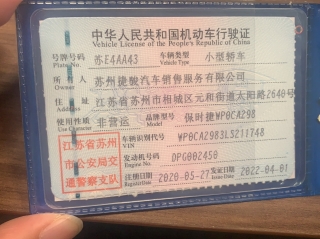 中华人民共和国机动车行驶证
Vehicle License of the People's Republic of China
号牌号码 苏E4AA43 车辆类型 小型轿车
Plate No. Vehicle Type
所有人 苏州捷骏汽车销售服务有限公司
Owner
住址 江苏省苏州市相城区元和街道太阳路2640号
Address
使用性质 非营运 品牌型号 保时捷WP0CA298
Use Character Model
江苏省苏州市公安局交通警察支队
车辆识别代号 WP0CA2983LS211748
VIN
发动机号码 DPG002450
Engine No.
注册日期 2020-05-27 发证日期 2022-04-01
Register Date Issue Date